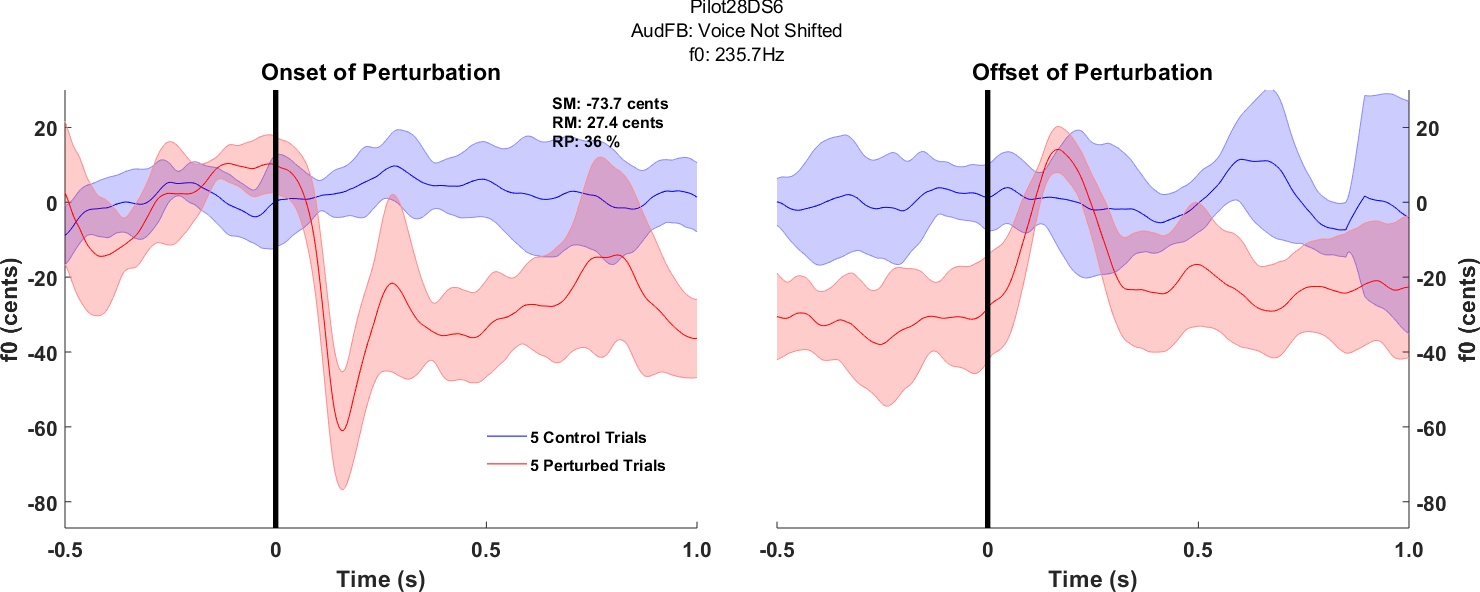 Pilot28DS6
AudFB: Voice Not Shifted
f0: 235.7Hz
Onset of Perturbation
SM: -73.7 cents
RM: 27.4 cents
RP: 36 %
20
0
-20
-40
-60
-80
f0 (cents)
5 Control Trials
5 Perturbed Trials
-0.5
0
0.5
1.0
Time (s)
Offset of Perturbation
20
0
-20
-40
-60
-80
f0 (cents)
-0.5
0
0.5
1.0
Time (s)